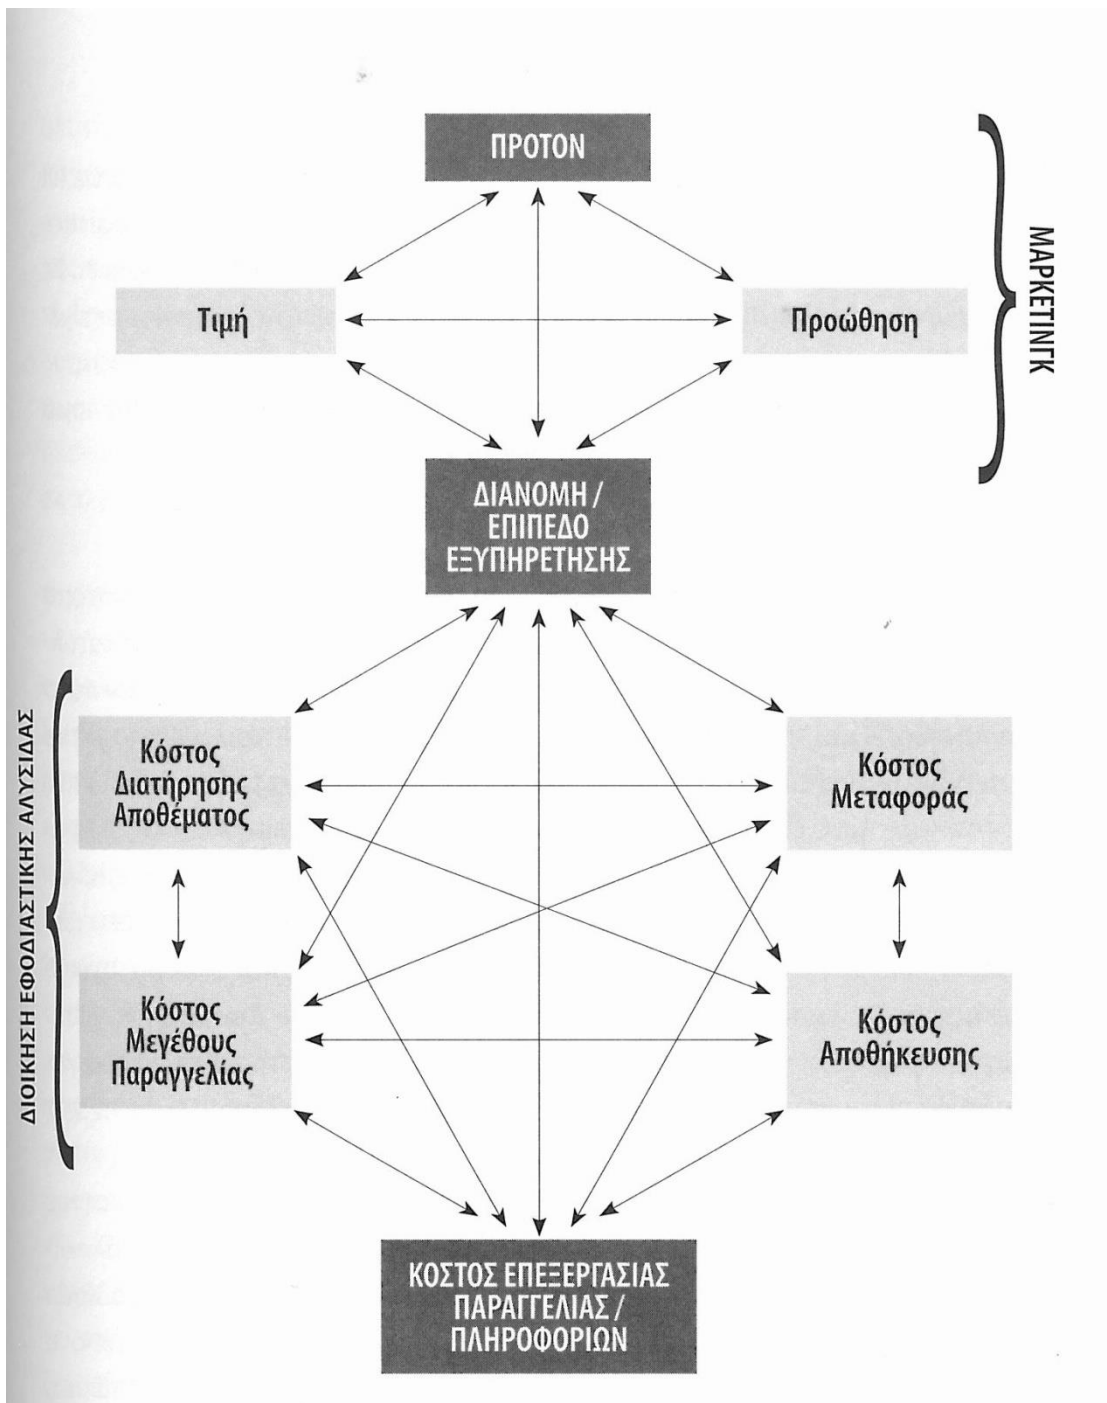 ΠΡΟΤΟΝ
Τιμή
Προώθηση
ΜΑΡΚΕΤΙΝΓΚ
ΔΙΑΝΟΜΗ /
ΕΠΙΠΕΔΟ
ΕΞΥΠΗΡΕΤΗΣΗΣ
ΔΙΟΙΚΗΣΗ ΕΦΟΔΙΑΣΤΙΚΗΣ ΑΛΥΣΙΔΑΣ
Κόστος
Διατήρησης
Αποθέματος
Κόστος
Μεταφοράς
Κόστος
Μεγέθους
Παραγγελίας
Κόστος
Αποθήκευσης
ΚΟΣΤΟΣ ΕΠΕΞΕΡΓΑΣΙΑΣ
ΠΑΡΑΓΓΕΛΙΑΣ /
ΠΛΗΡΟΦΟΡΙΩΝ